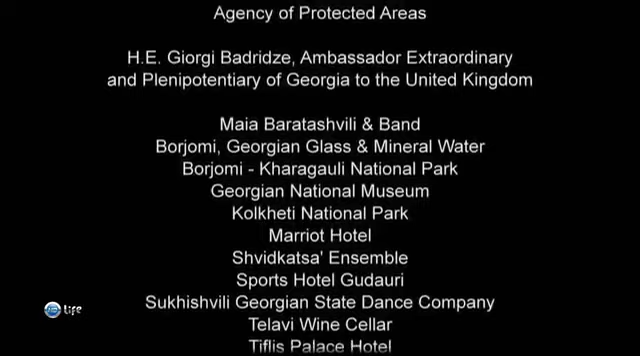 Agency of Protected Areas
H.E. Giorgi Badridze, Ambassador Extraordinary
and Plenipotentiary of Georgia to the United Kingdom
Maia Baratashvili & Band
Borjomi, Georgian Glass & Mineral Water
Borjomi - Kharagauli National Park
Georgian National Museum
Kolkheti National Park
Marriot Hotel
Shvidkatsa' Ensemble
Sports Hotel Gudauri
Sukhishvili Georgian State Dance Company
life
Telavi Wine Cellar
Tiflis Palace Hotel